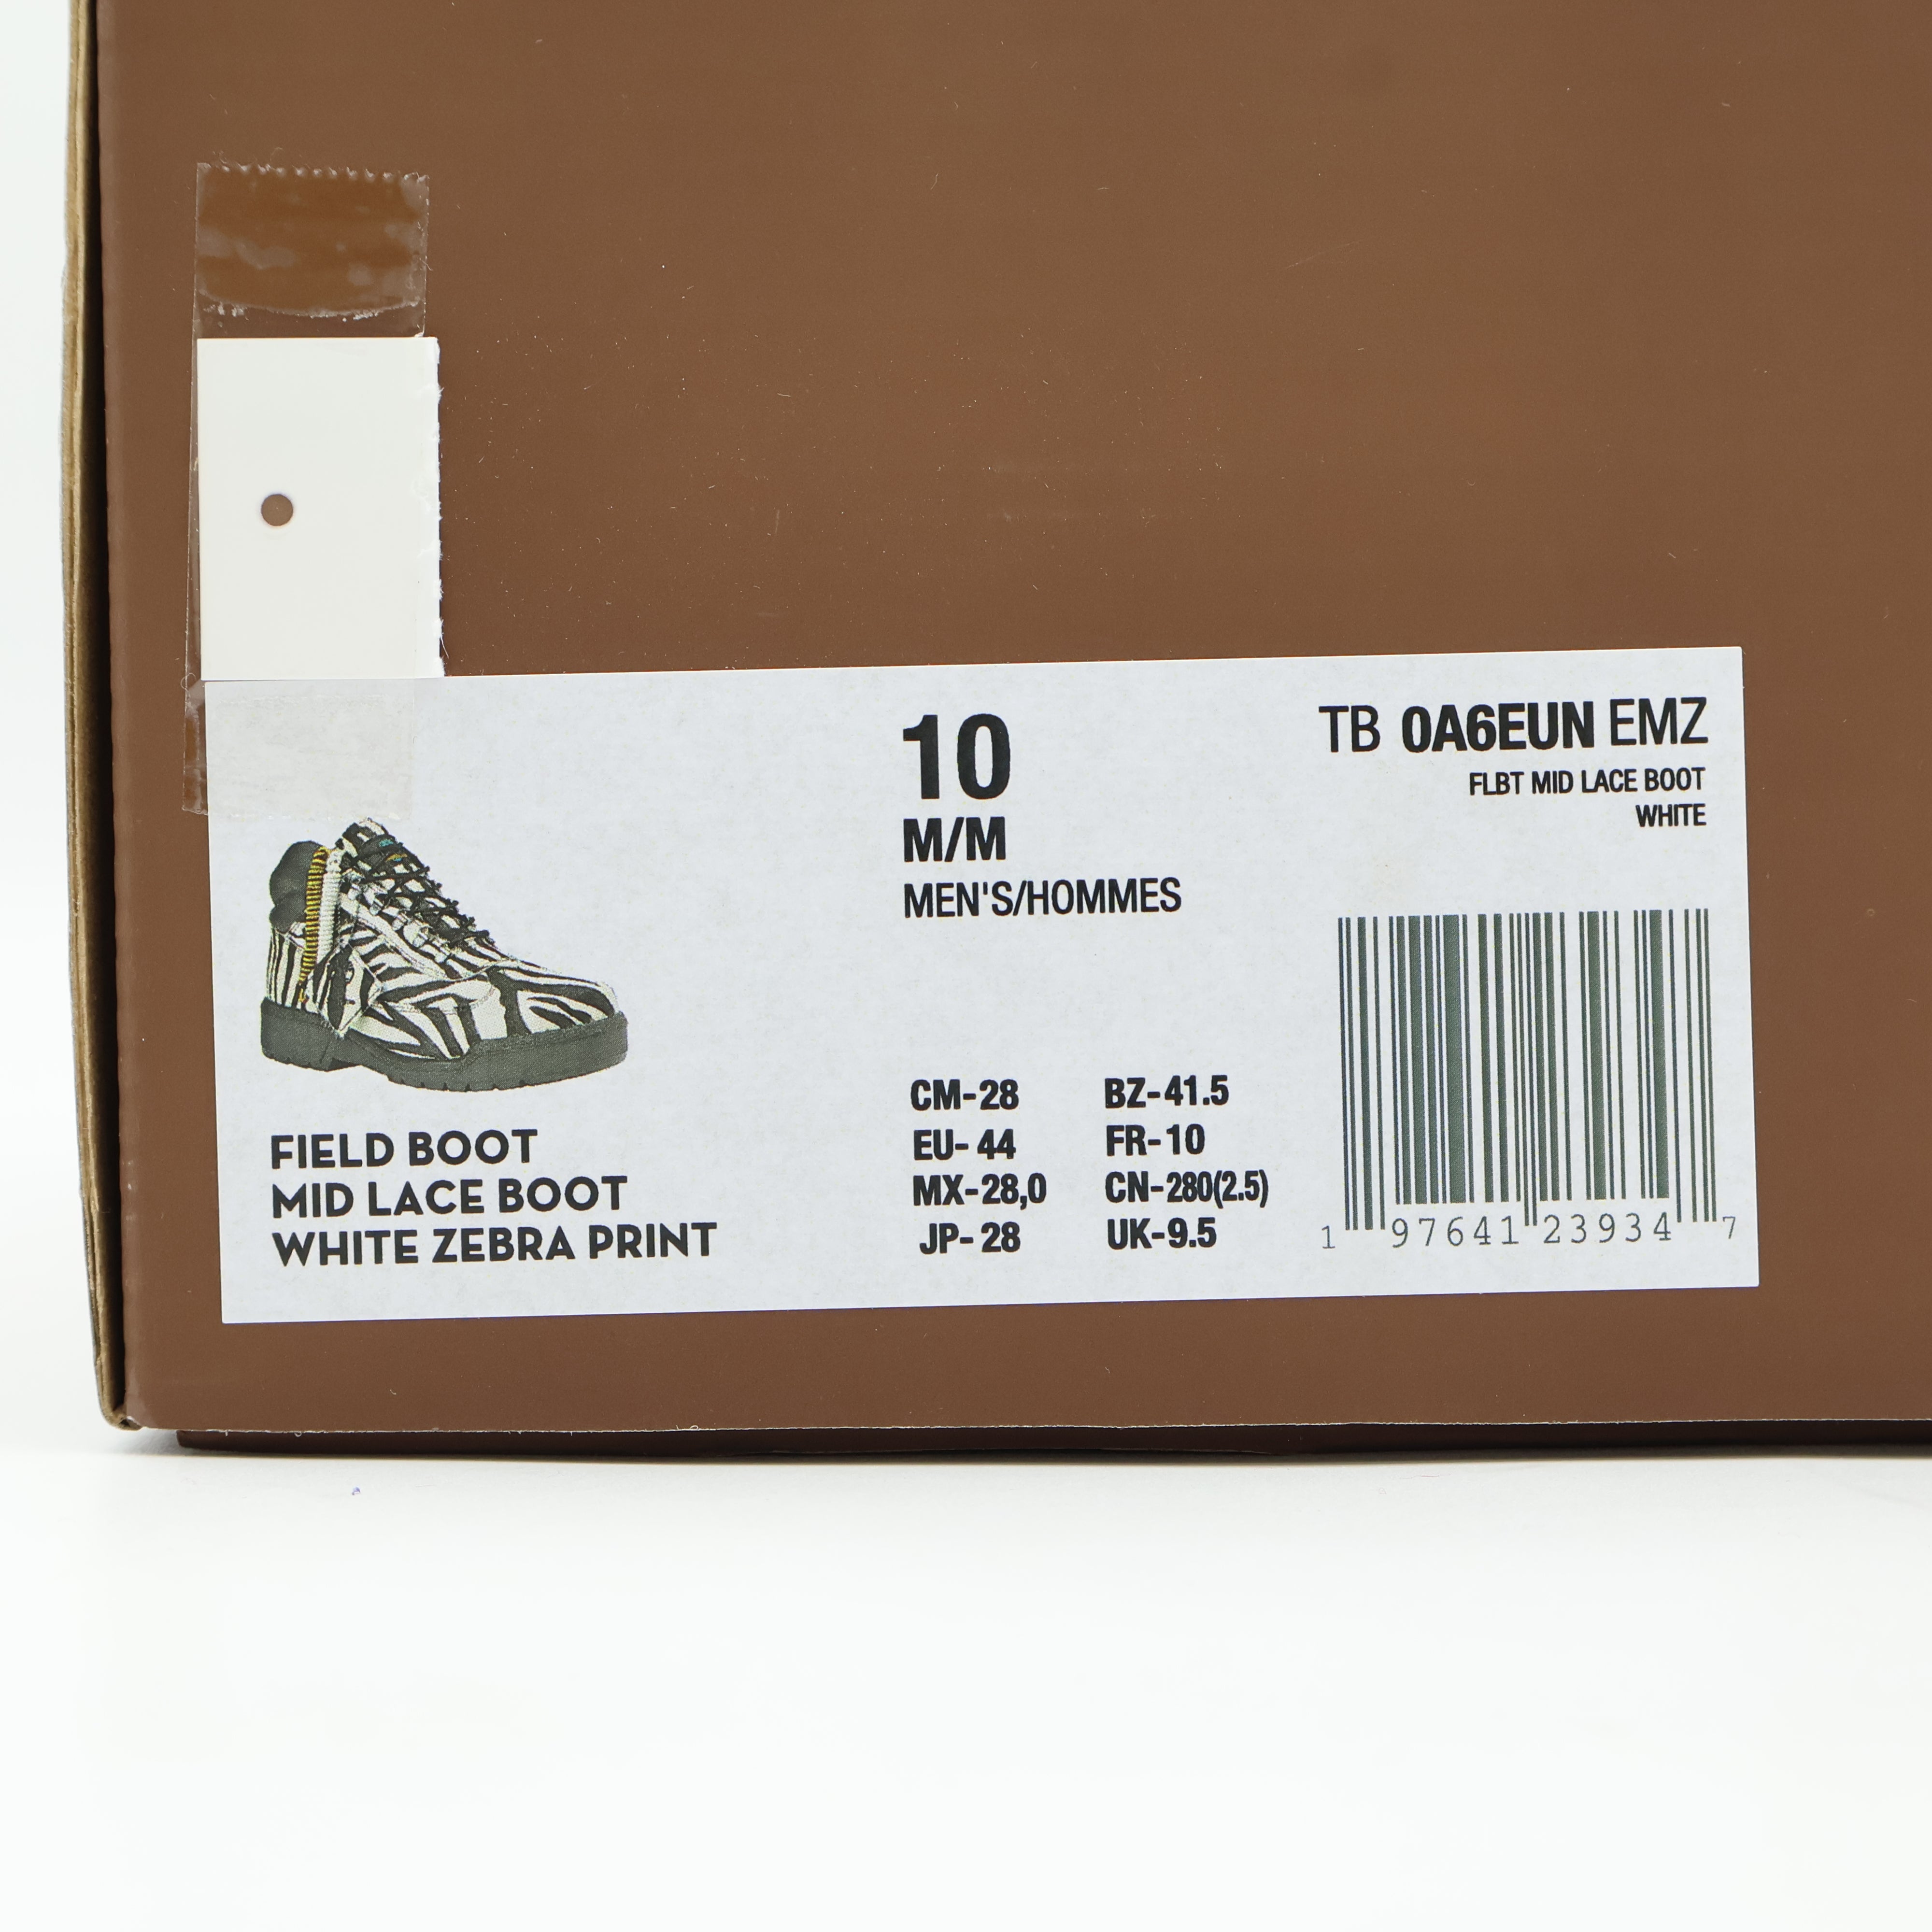 10
M/M
MEN'S/HOMMES
TB 0A6EUN EMZ
FLBT MID LACE BOOT
WHITE
FIELD BOOT
MID LACE BOOT
WHITE ZEBRA PRINT
CM-28 BZ-41.5
EU-44 FR-10
MX-28,0 CN-280(2.5)
JP-28 UK-9.5
1 97641 23934 7